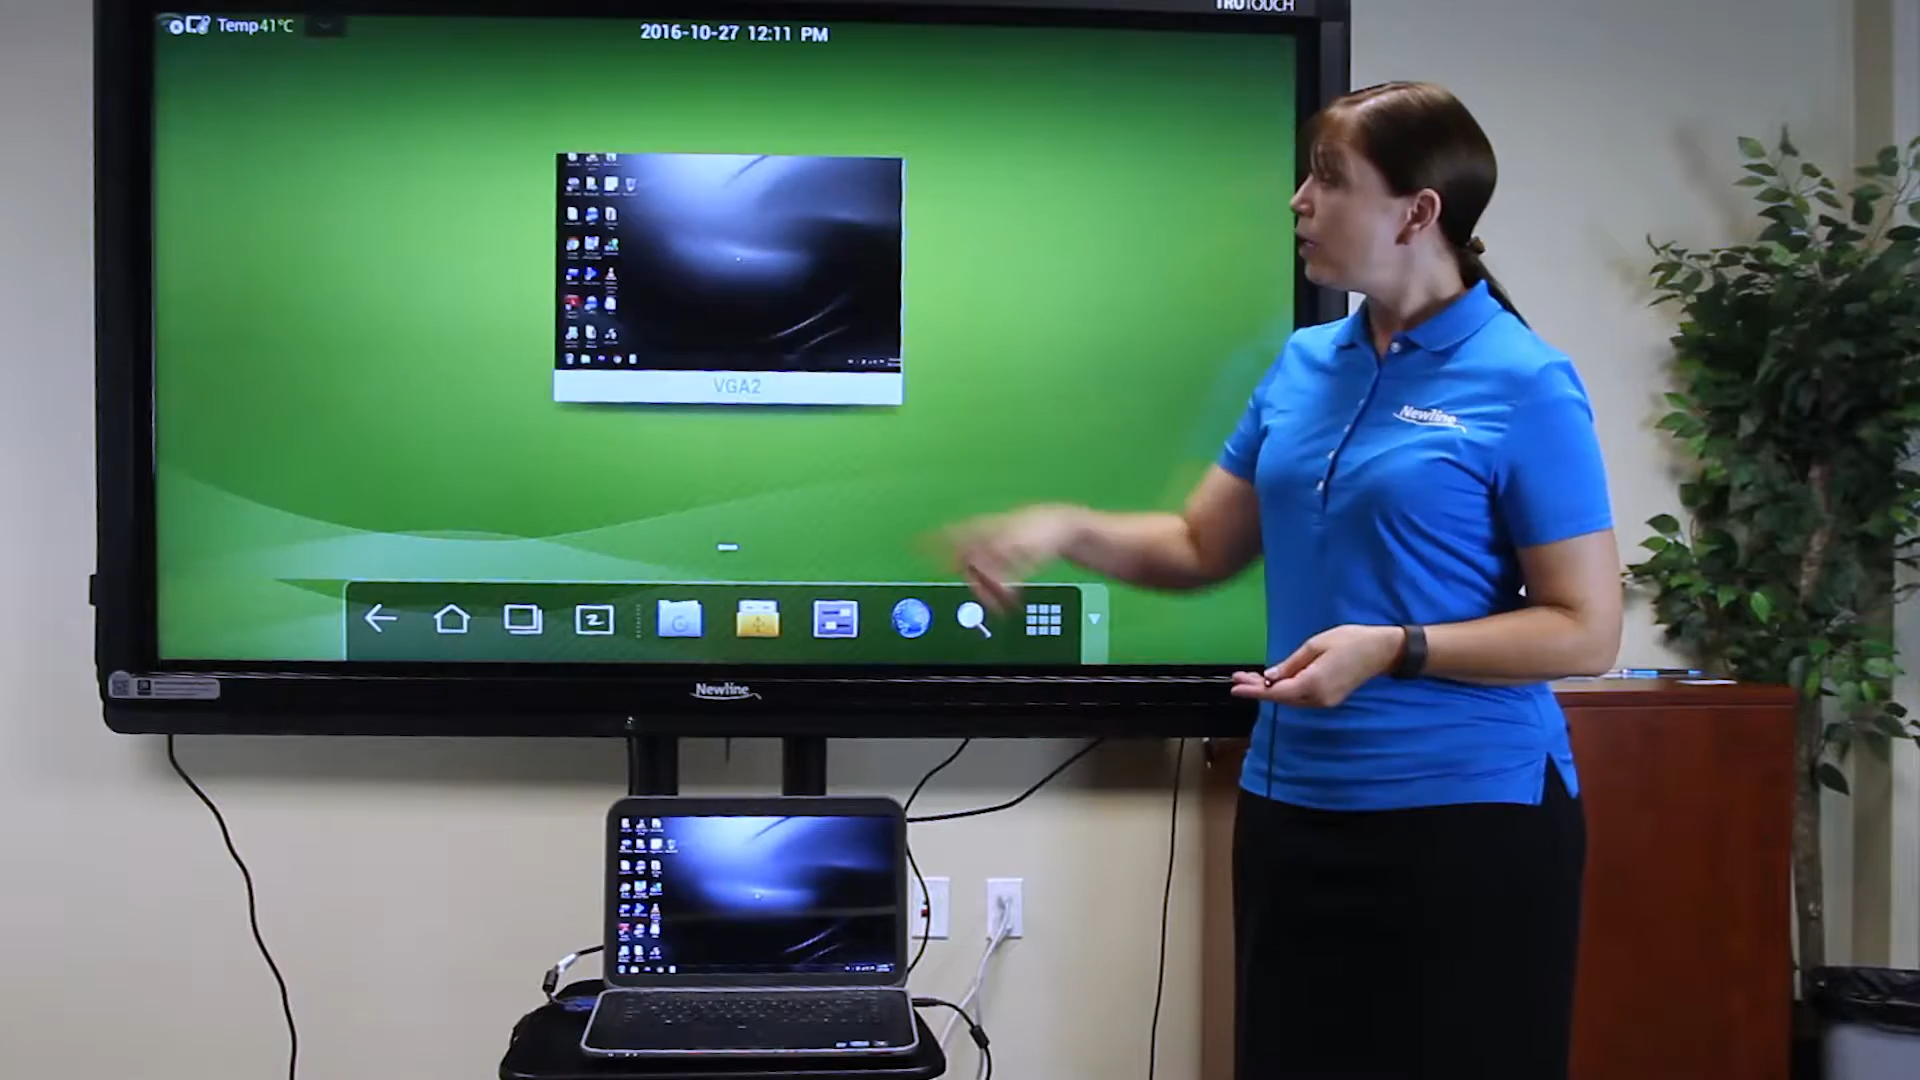 TRUTOUCH
Temp41°C
2016-10-27 12:11 PM
VGA2
Newline
Newline